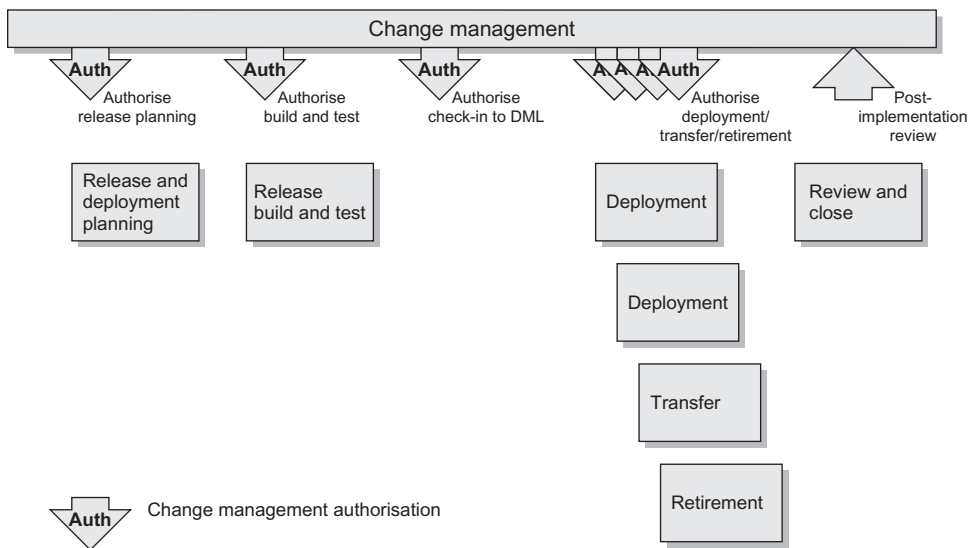 Change management
Auth
Auth
Auth
A
A
A
Auth
Authorise
release planning
Authorise
build and test
Authorise
check-in to DML
Authorise
deployment/
transfer/retirement
Post-
implementation
review
Release and
deployment
planning
Release
build and test
Deployment
Review and
close
Deployment
Transfer
Retirement
Auth
Change management authorisation